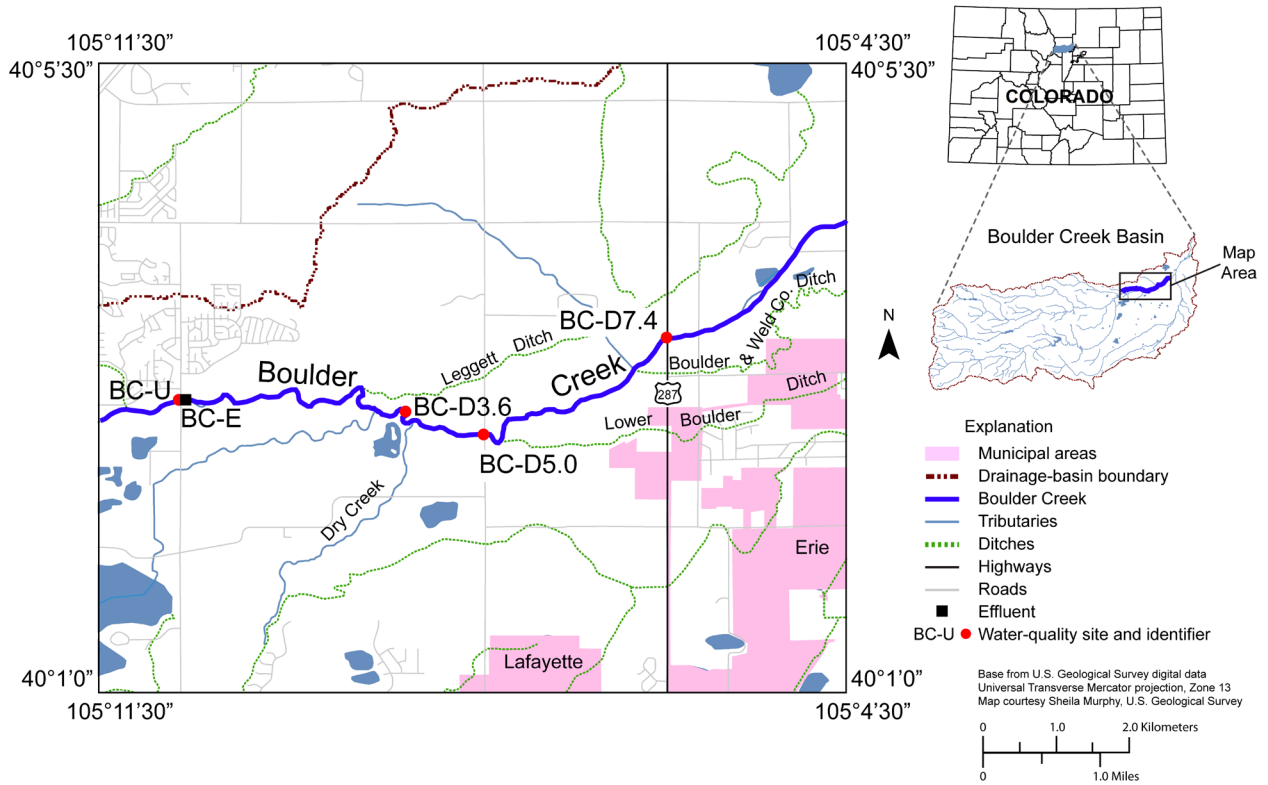 105°11’30”
105°4’30”
40°5’30”
40°5’30”
COLORADO
Boulder Creek Basin
Map
Area
N
& Weld Co.
Ditch
BC-D7.4
Leggett
Ditch
Boulder
287
BC-U
Boulder
Creek
Ditch
BC-E
BC-D3.6
Lower
Boulder
BC-D5.0
Dry Creek
Erie
Lafayette
40°1’0”
40°1’0”
105°11’30”
105°4’30”
Explanation
Municipal areas
Drainage-basin boundary
Boulder Creek
Tributaries
Ditches
Highways
Roads
Effluent
BC-U Water-quality site and identifier
Base from U.S. Geological Survey digital data
Universal Transverse Mercator projection, Zone 13
Map courtesy Sheila Murphy, U.S. Geological Survey
0 1.0 2.0 Kilometers
0 1.0 Miles